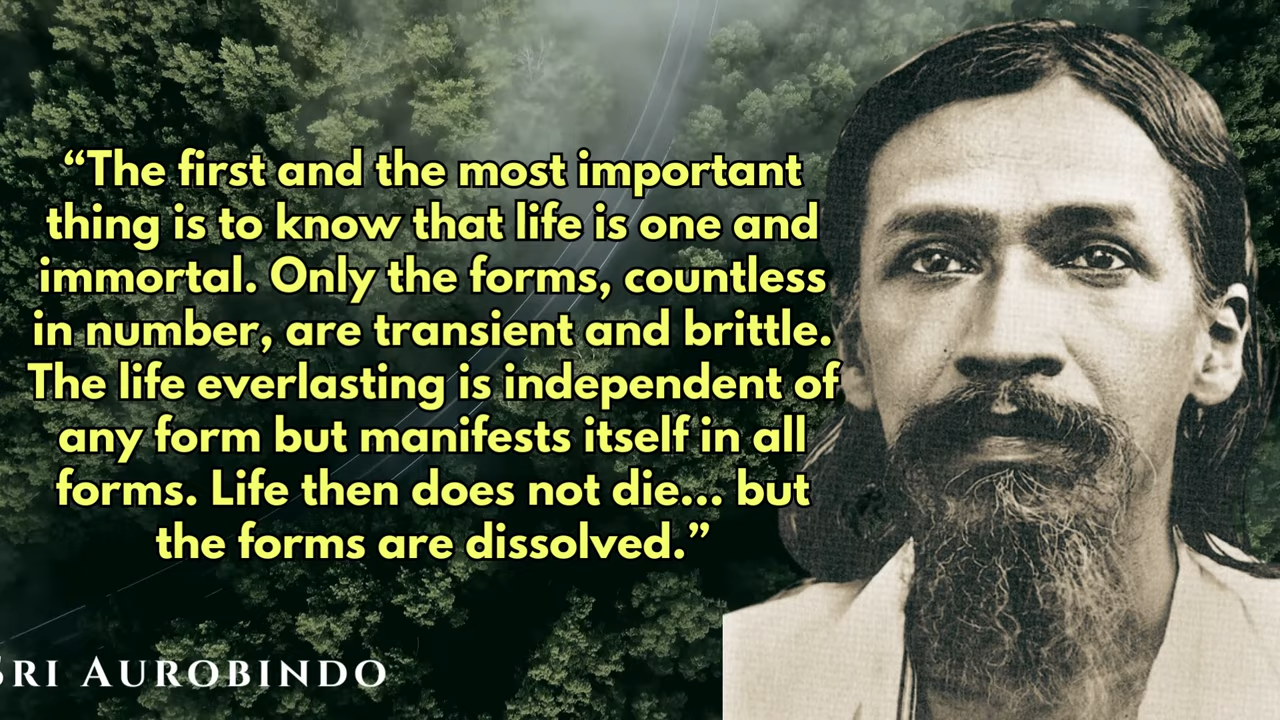 “The first and the most important
thing is to know that life is one and
immortal. Only the forms, countless
in number, are transient and brittle.
The life everlasting is independent of
any form but manifests itself in all
forms. Life then does not die... but
the forms are dissolved.”
Sri Aurobindo